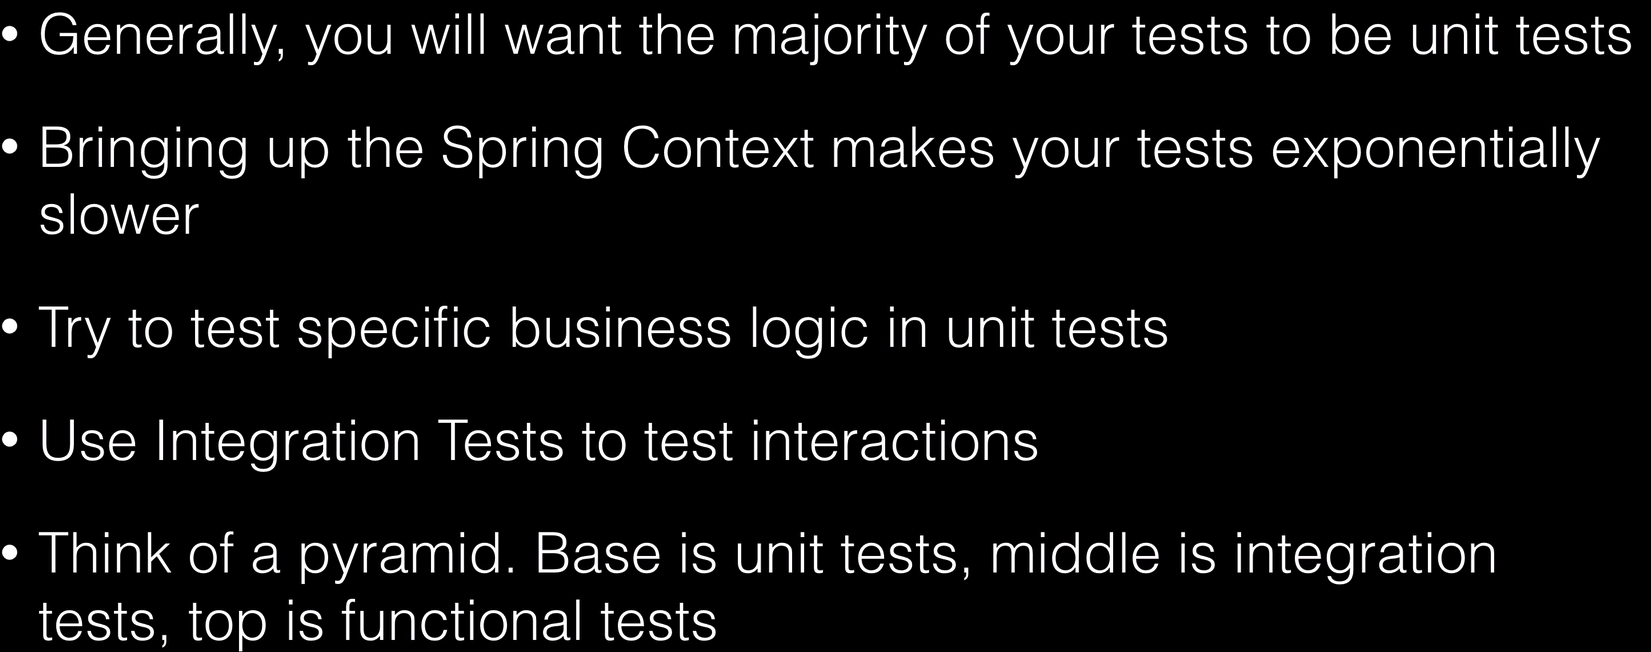 • Generally, you will want the majority of your tests to be unit tests
• Bringing up the Spring Context makes your tests exponentially
slower
• Try to test specific business logic in unit tests
• Use Integration Tests to test interactions
• Think of a pyramid. Base is unit tests, middle is integration
tests, top is functional tests